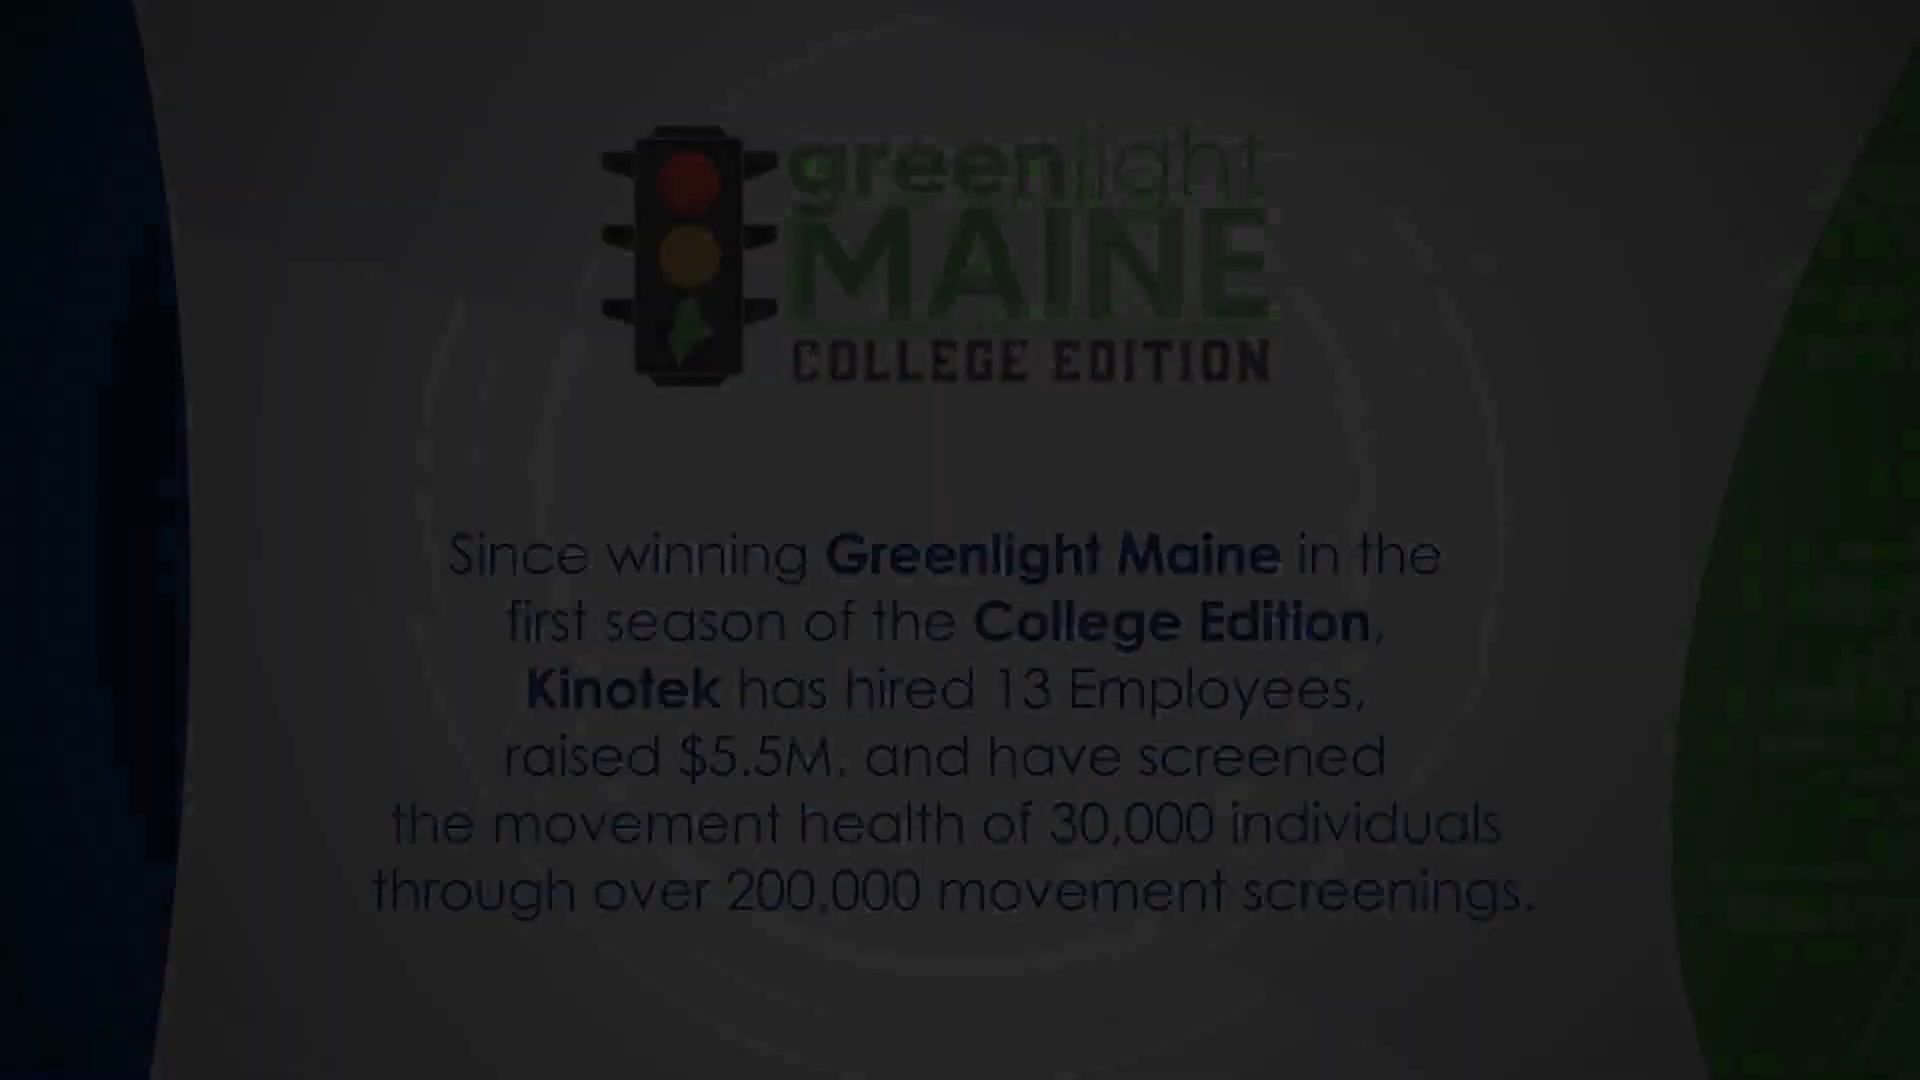 greenlight
MAINE
COLLEGE EDITION
Since winning Greenlight Maine in the
first season of the College Edition,
Kinotek has hired 13 Employees,
raised $5.5M, and have screened
the movement health of 30,000 individuals
through over 200,000 movement screenings.